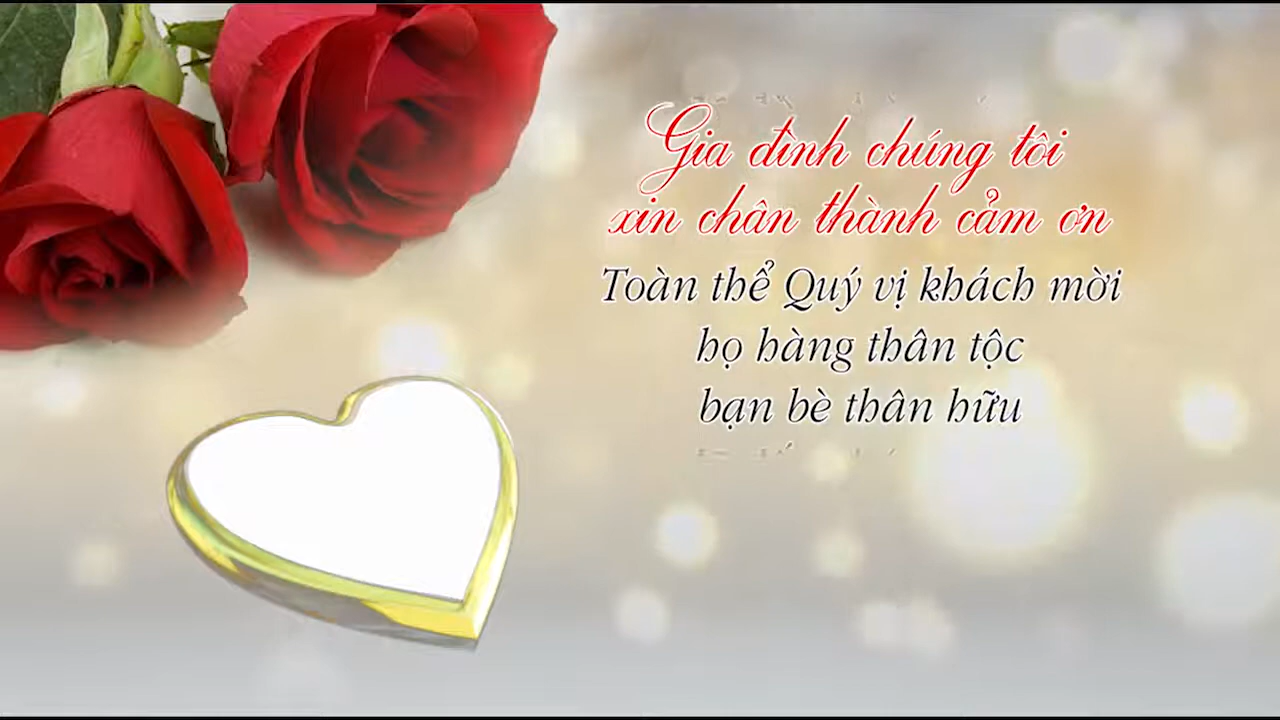 Gia đình chúng tôi
xin chân thành cảm ơn
Toàn thể Quý vị khách mời
họ hàng thân tộc
bạn bè thân hữu